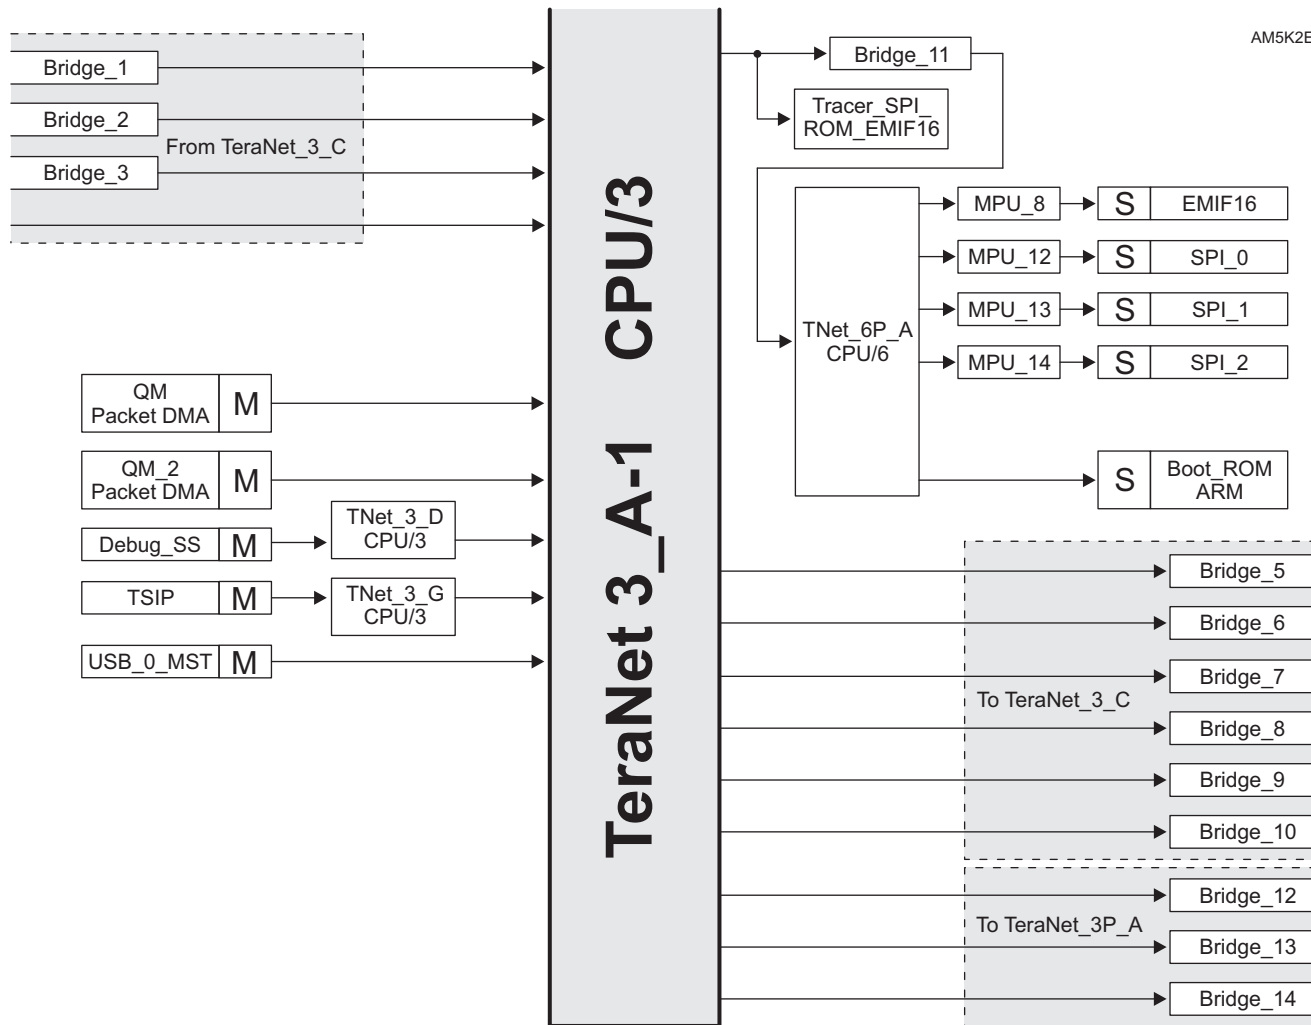 AM5K2E
Bridge_1
Bridge_2
From TeraNet_3_C
Bridge_3
QM
Packet DMA
M
QM_2
Packet DMA
M
Debug_SS
M
TNet_3_D
CPU/3
TSIP
M
TNet_3_G
CPU/3
USB_0_MST
M
TeraNet 3_A-1 CPU/3
Bridge_11
Tracer_SPI_
ROM_EMIF16
TNet_6P_A
CPU/6
MPU_8
S
EMIF16
MPU_12
S
SPI_0
MPU_13
S
SPI_1
MPU_14
S
SPI_2
S
Boot_ROM
ARM
Bridge_5
Bridge_6
Bridge_7
To TeraNet_3_C
Bridge_8
Bridge_9
Bridge_10
Bridge_12
To TeraNet_3P_A
Bridge_13
Bridge_14